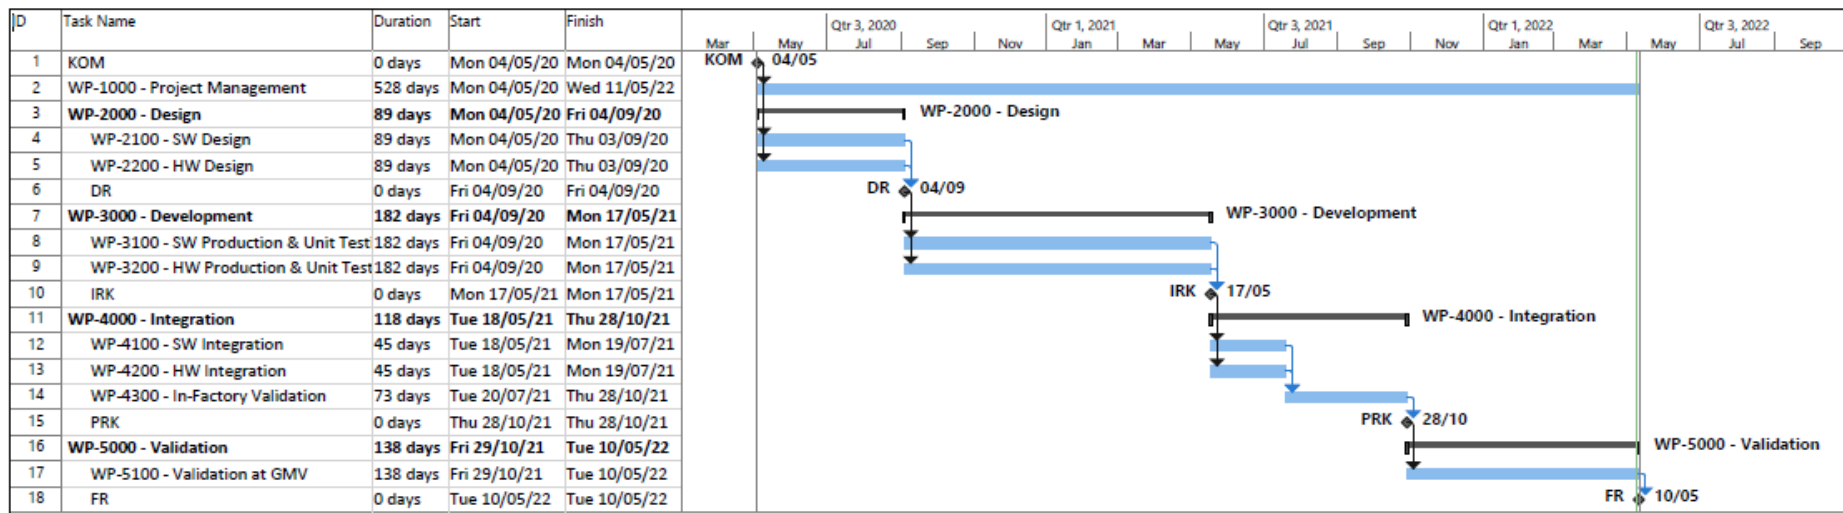 ID Task Name Duration Start Finish
Qtr 3, 2020 Qtr 1, 2021 Qtr 3, 2021 Qtr 1, 2022 Qtr 3, 2022
Mar May Jul Sep Nov Jan Mar May Jul Sep Nov Jan Mar May Jul Sep
1 KOM 0 days Mon 04/05/20 Mon 04/05/20 KOM 04/05
2 WP-1000 - Project Management 528 days Mon 04/05/20 Wed 11/05/22
3 WP-2000 - Design 89 days Mon 04/05/20 Fri 04/09/20 WP-2000 - Design
4 WP-2100 - SW Design 89 days Mon 04/05/20 Thu 03/09/20
5 WP-2200 - HW Design 89 days Mon 04/05/20 Thu 03/09/20
6 DR 0 days Fri 04/09/20 Fri 04/09/20 DR 04/09
7 WP-3000 - Development 182 days Fri 04/09/20 Mon 17/05/21 WP-3000 - Development
8 WP-3100 - SW Production & Unit Testi 182 days Fri 04/09/20 Mon 17/05/21
9 WP-3200 - HW Production & Unit Test 182 days Fri 04/09/20 Mon 17/05/21
10 IRK 0 days Mon 17/05/21 Mon 17/05/21 IRK 17/05
11 WP-4000 - Integration 118 days Tue 18/05/21 Thu 28/10/21 WP-4000 - Integration
12 WP-4100 - SW Integration 45 days Tue 18/05/21 Mon 19/07/21
13 WP-4200 - HW Integration 45 days Tue 18/05/21 Mon 19/07/21
14 WP-4300 - In-Factory Validation 73 days Tue 20/07/21 Thu 28/10/21
15 PRK 0 days Thu 28/10/21 Thu 28/10/21 PRK 28/10
16 WP-5000 - Validation 138 days Fri 29/10/21 Tue 10/05/22 WP-5000 - Validation
17 WP-5100 - Validation at GMV 138 days Fri 29/10/21 Tue 10/05/22
18 FR 0 days Tue 10/05/22 Tue 10/05/22 FR 10/05